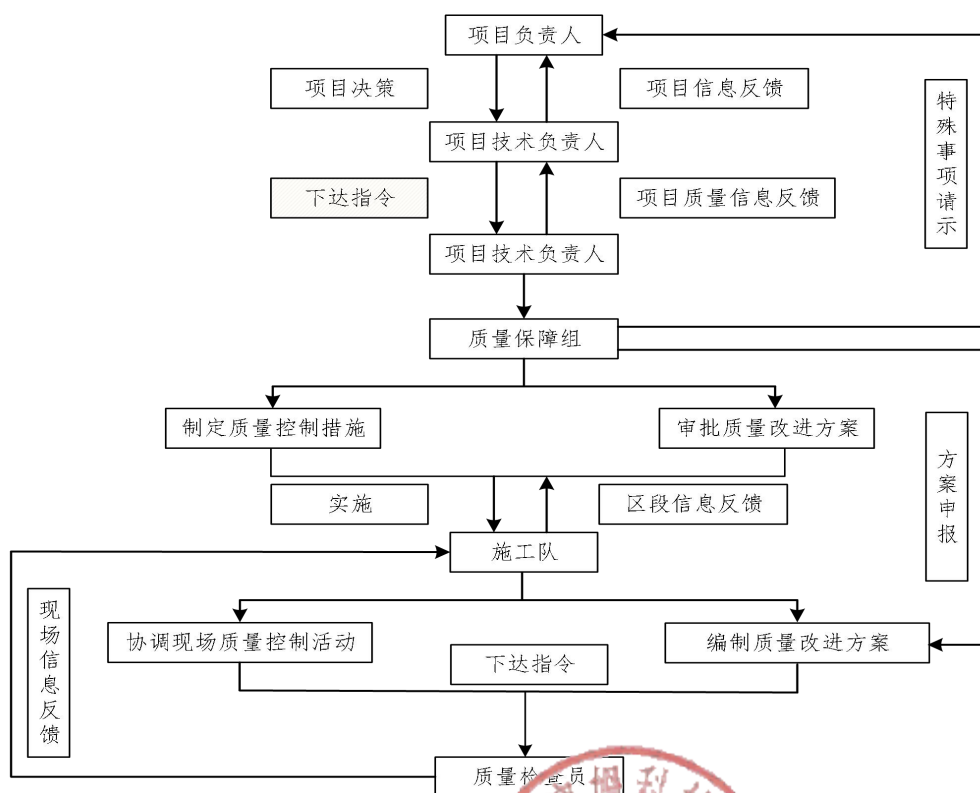 项目负责人
项目决策
项目信息反馈
项目技术负责人
下达指令
项目质量信息反馈
项目技术负责人
特殊事项请示
质量保障组
制定质量控制措施
审批质量改进方案
实施
区段信息反馈
方案申报
施工队
协调现场质量控制活动
编制质量改进方案
下达指令
现场信息反馈
质量检查员